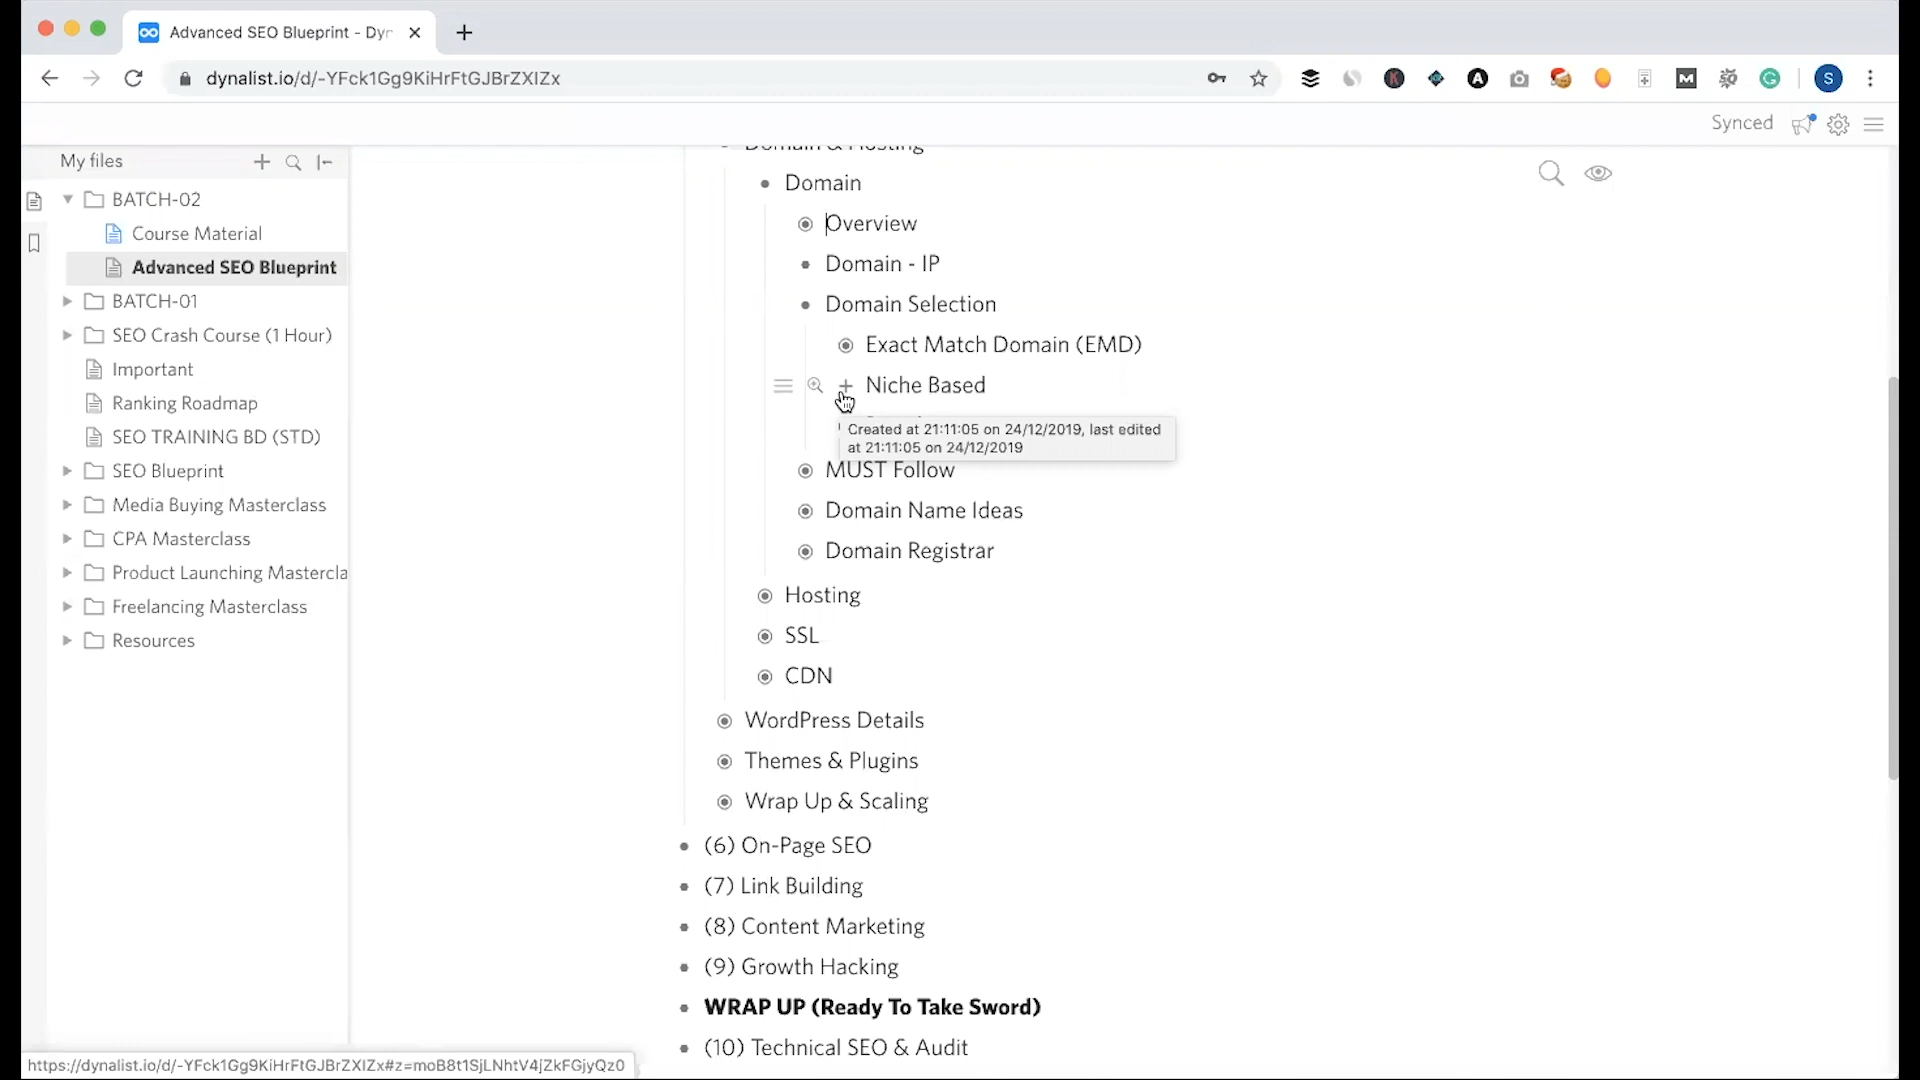 Advanced SEO Blueprint - Dyr
dynalist.io/d/-YFck1Gg9KiHrFtGJBrZXIZx
Synced
My files
BATCH-02
Course Material
Advanced SEO Blueprint
BATCH-01
SEO Crash Course (1 Hour)
Important
Ranking Roadmap
SEO TRAINING BD (STD)
SEO Blueprint
Media Buying Masterclass
CPA Masterclass
Product Launching Mastercla
Freelancing Masterclass
Resources
Domain & Hosting
Domain
Overview
Domain - IP
Domain Selection
Exact Match Domain (EMD)
Niche Based
Created at 21:11:05 on 24/12/2019, last edited
at 21:11:05 on 24/12/2019
MUST Follow
Domain Name Ideas
Domain Registrar
Hosting
SSL
CDN
WordPress Details
Themes & Plugins
Wrap Up & Scaling
(6) On-Page SEO
(7) Link Building
(8) Content Marketing
(9) Growth Hacking
WRAP UP (Ready To Take Sword)
(10) Technical SEO & Audit
https://dynalist.io/d/-YFck1Gg9KiHrFtGJBrZXIZx#z=moB8t1SjLNhtV4jZkFGjyQz0